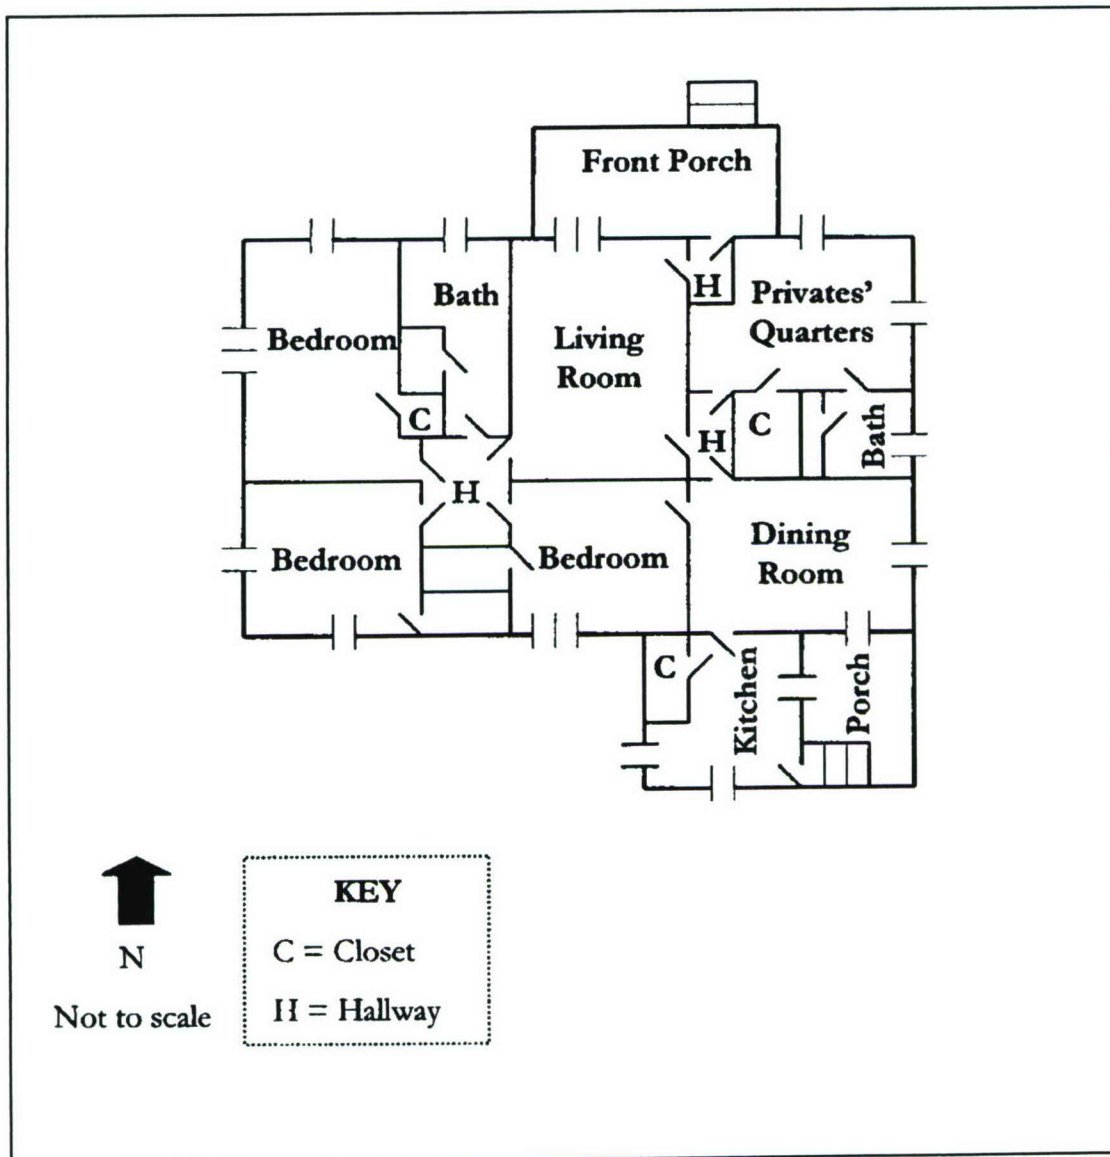 Front Porch
H
Privates'
Quarters
Bath
Bedroom
Living
Room
C
H
C
Bath
H
Bedroom
Bedroom
Dining
Room
C
Kitchen
Porch
N
Not to scale
KEY
C = Closet
H = Hallway